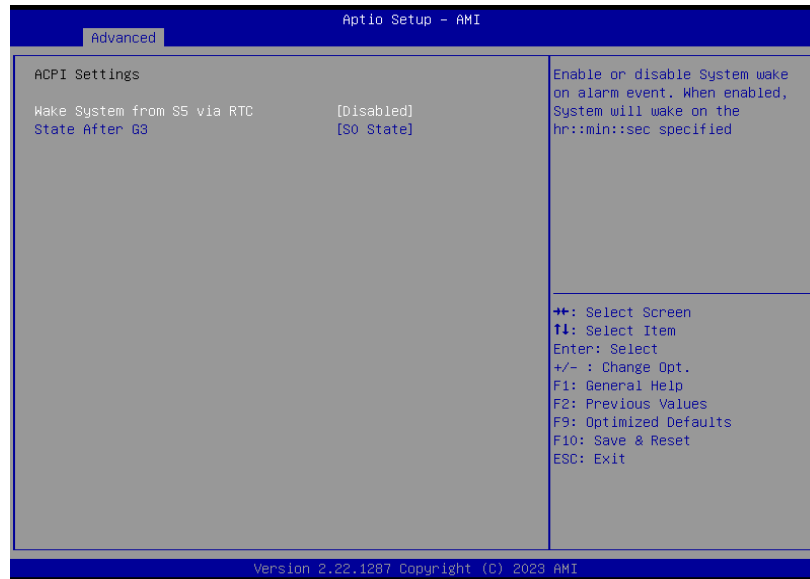 Aptio Setup - AMI
Advanced
ACPI Settings
Wake System from S5 via RTC [Disabled]
State After G3 [S0 State]
Enable or disable System wake
on alarm event. When enabled,
System will wake on the
hr::min::sec specified
→←: Select Screen
↑↓: Select Item
Enter: Select
+/- : Change Opt.
F1: General Help
F2: Previous Values
F9: Optimized Defaults
F10: Save & Reset
ESC: Exit
Version 2.22.1287 Copyright (C) 2023 AMI